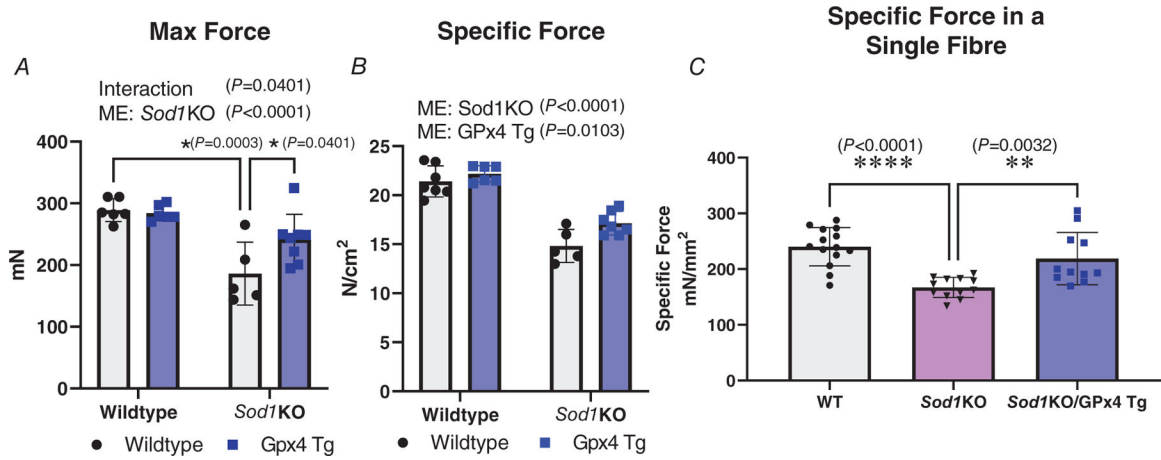 Max Force
A
Interaction (P=0.0401)
ME: Sod1KO (P<0.0001)
*(P=0.0003) * (P=0.0401)
400
300
200
100
0
mN
Wildtype Sod1KO
Wildtype Gpx4 Tg
Specific Force
B
ME: Sod1KO (P<0.0001)
ME: GPx4 Tg (P=0.0103)
25
20
15
10
5
0
N/cm2
Wildtype Sod1KO
Wildtype Gpx4 Tg
Specific Force in a
Single Fibre
C
(P<0.0001) (P=0.0032)
**** **
400
300
200
100
0
Specific Force
mN/mm2
WT Sod1KO Sod1KO/GPx4 Tg